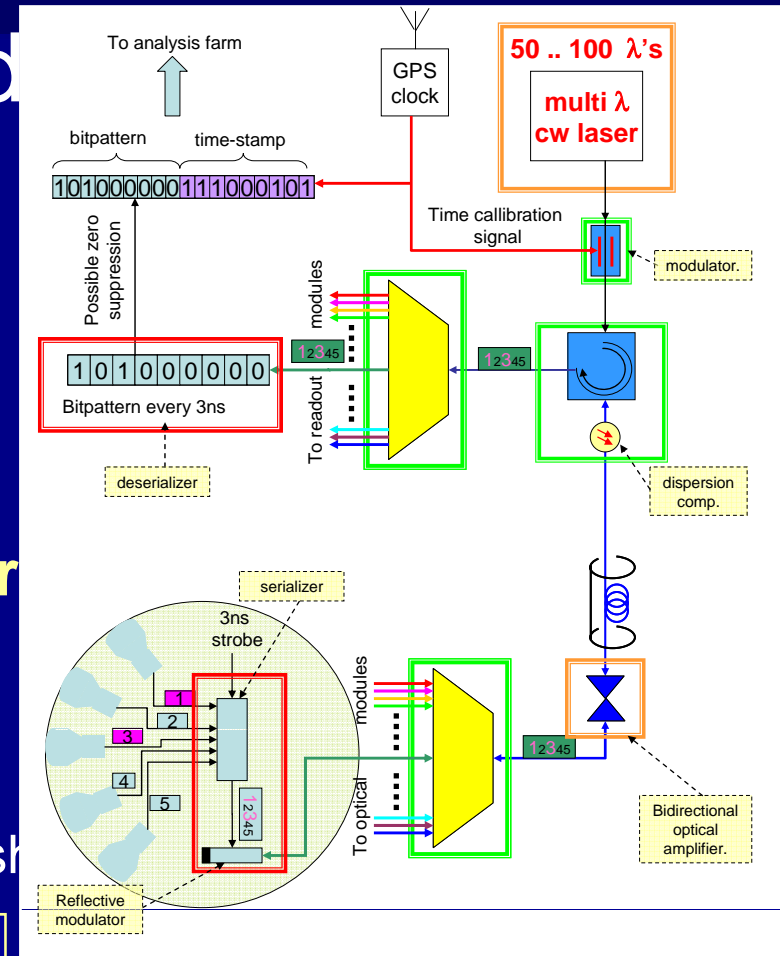 d
To analysis farm
GPS
clock
50 .. 100 λ's
multi λ
cw laser
bitpattern
time-stamp
101000000111000101
Time callibration
signal
modulator.
Possible zero
suppression
modules
12345
12345
101000000
Bitpattern every 3ns
To readout
deserializer
dispersion
comp.
r
serializer
3ns
strobe
modules
1
2
3
4
5
12345
12345
To optical
Bidirectional
optical
amplifier.
sh
Reflective
modulator